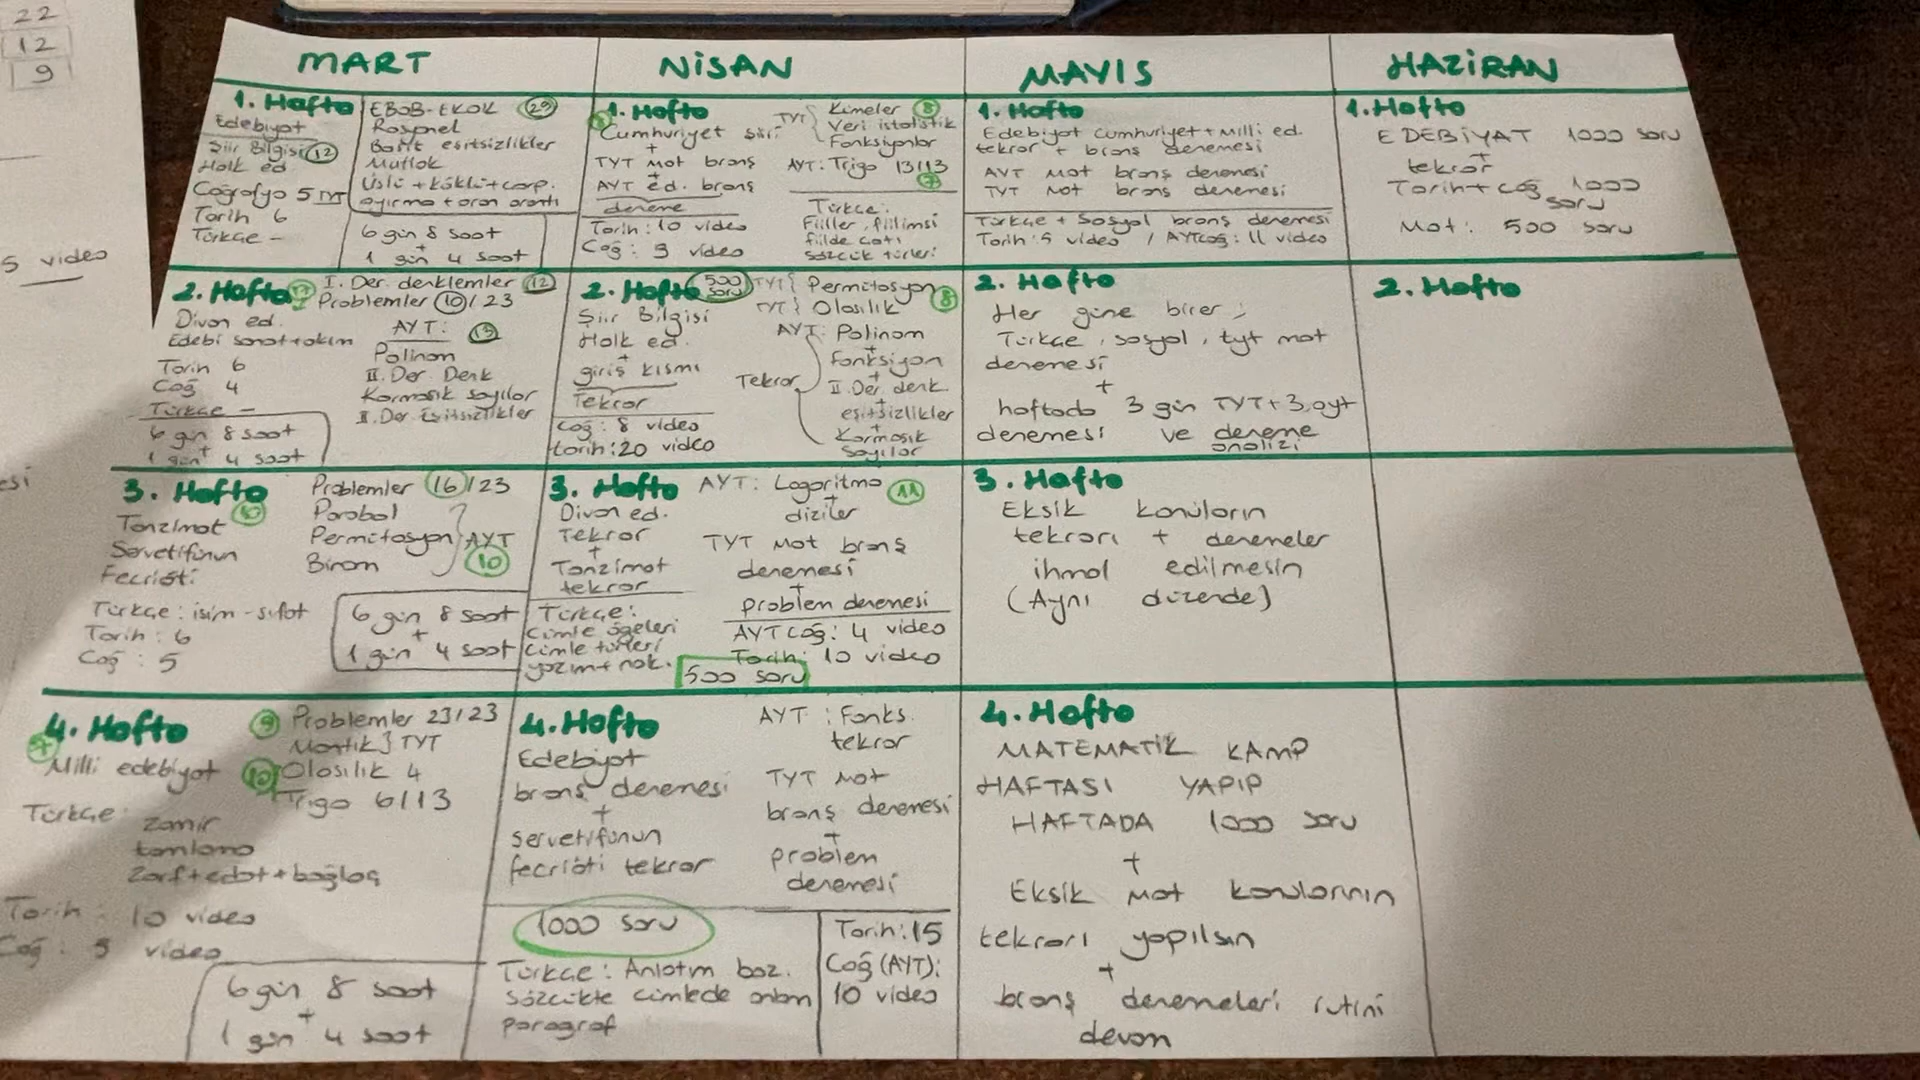 22
12
9
5 video
esi
MART
1. Hafta
Edebiyat
Şiir Bilgisi 12
Halk ed.
Coğrafya 5 TYT
Tarih 6
Türkçe -
EBOB-EKOK 29
Rasyonel
Basit eşitsizlikler
Mutlak
Üslü + köklü + çarp.
ayırma + oran orantı
6 gün 8 saat
+
1 gün 4 saat
2. Hafta
Divan ed.
Edebi sanat + akım
Tarih 6
Coğ 4
Türkçe -
6 gün 8 saat
+
1 gün 4 saat
I. Der. denklemler 12
Problemler 10/23
AYT:
Polinom
II. Der. Denk
Karmaşık sayılar
II. Der. Eşitsizlikler
3. Hafta 10
Tanzimat
Servetifünun
Fecriati
Türkçe: isim-sıfat
Tarih: 6
Coğ: 5
Problemler 16/23
Parabol
Permütasyon } AYT
Binom 10
6 gün 8 saat
+
1 gün 4 saat
4. Hafta
Milli edebiyat
Türkçe:
Zamir
tamlama
Zarf + edat + bağlaç
Tarih: 10 video
Coğ: 5 video
9 Problemler 23/23
Mantık } TYT
10 Olasılık 4
Trigo 6/13
6 gün 8 saat
+
1 gün 4 saat
NİSAN
1. Hafta
Cumhuriyet şiir
+
TYT Mat branş
+
AYT ed. branş
deneme
Tarih: 10 video
Coğ: 9 video
TYT { Kümeler 8
Veri istatistik
Fonksiyonlar
AYT: Trigo 13/13
7
Türkçe:
Fiiller, fiilimsi
fiilde çatı
sözcük türleri
2. Hafta 500 soru
Şiir Bilgisi
Halk ed.
+
giriş kısmı
Tekrar
Coğ: 8 video
tarih: 20 video
TYT { Permütasyon
TYT } Olasılık 8
AYT: Polinom
+
Fonksiyon
+
II. Der. denk.
+
eşitsizlikler
+
Karmaşık
Sayılar
Tekrar
3. Hafta
Divan ed.
Tekrar
+
Tanzimat
tekrar
Türkçe:
Cümle ögeleri
Cümle türleri
yazım + nok.
AYT: Logaritma 11
+
diziler
TYT Mat branş
denemesi
+
problem denemesi
AYT Coğ: 4 video
Tarih: 10 video
500 soru
4. Hafta
Edebiyat
branş denemesi
+
servetifünun
fecriati tekrar
AYT: Fonks.
tekrar
TYT Mat
branş denemesi
+
problem
denemesi
1000 soru
Türkçe: Anlatım boz.
sözcükte cümlede anlam
paragraf
Tarih: 15
Coğ (AYT):
10 video
MAYIS
1. Hafta
Edebiyat cumhuriyet + Milli ed.
tekrar + branş denemesi
AYT Mat branş denemesi
TYT Mat branş denemesi
Türkçe + Sosyal branş denemesi
Tarih: 5 video / AYT Coğ: 11 video
2. Hafta
Her güne birer;
Türkçe, sosyal, tyt mat
denemesi
+
haftada 3 gün TYT + 3 ayt
denemesi ve deneme
analizi
3. Hafta
Eksik konuların
tekrarı + denemeler
ihmal edilmesin
(Aynı düzende)
4. Hafta
MATEMATİK KAMP
HAFTASI YAPIP
HAFTADA 1000 soru
+
Eksik Mat konularının
tekrarı yapılsın
+
branş denemeleri rutini
devam
HAZİRAN
1. Hafta
EDEBİYAT 1000 soru
+
tekrar
Tarih + coğ 1000
soru
Mat: 500 soru
2. Hafta